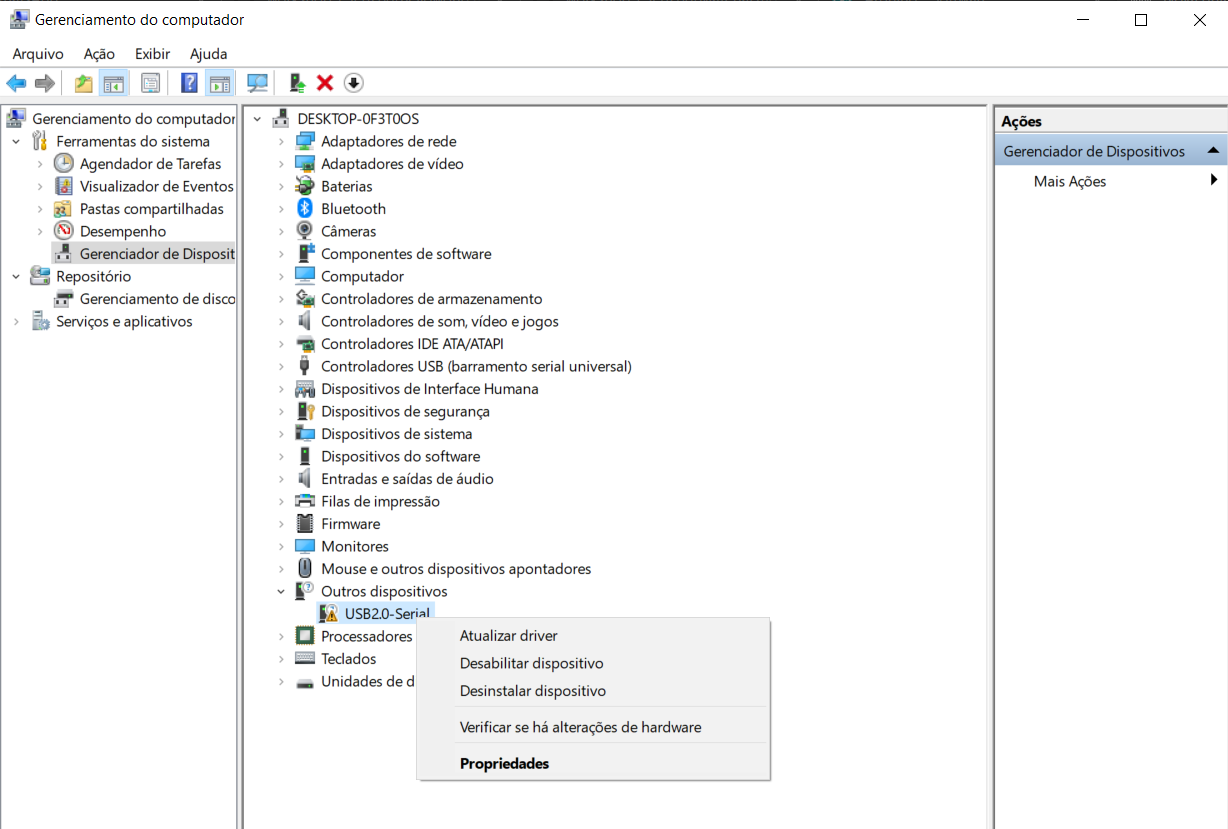 Gerenciamento do computador
Arquivo Ação Exibir Ajuda
Gerenciamento do computador
Ferramentas do sistema
Agendador de Tarefas
Visualizador de Eventos
Pastas compartilhadas
Desempenho
Gerenciador de Disposit
Repositório
Gerenciamento de disco
Serviços e aplicativos
DESKTOP-0F3T0OS
Adaptadores de rede
Adaptadores de vídeo
Baterias
Bluetooth
Câmeras
Componentes de software
Computador
Controladores de armazenamento
Controladores de som, vídeo e jogos
Controladores IDE ATA/ATAPI
Controladores USB (barramento serial universal)
Dispositivos de Interface Humana
Dispositivos de segurança
Dispositivos de sistema
Dispositivos do software
Entradas e saídas de áudio
Filas de impressão
Firmware
Monitores
Mouse e outros dispositivos apontadores
Outros dispositivos
USB2.0-Serial
Processadores
Teclados
Unidades de d
Atualizar driver
Desabilitar dispositivo
Desinstalar dispositivo
Verificar se há alterações de hardware
Propriedades
Ações
Gerenciador de Dispositivos
Mais Ações